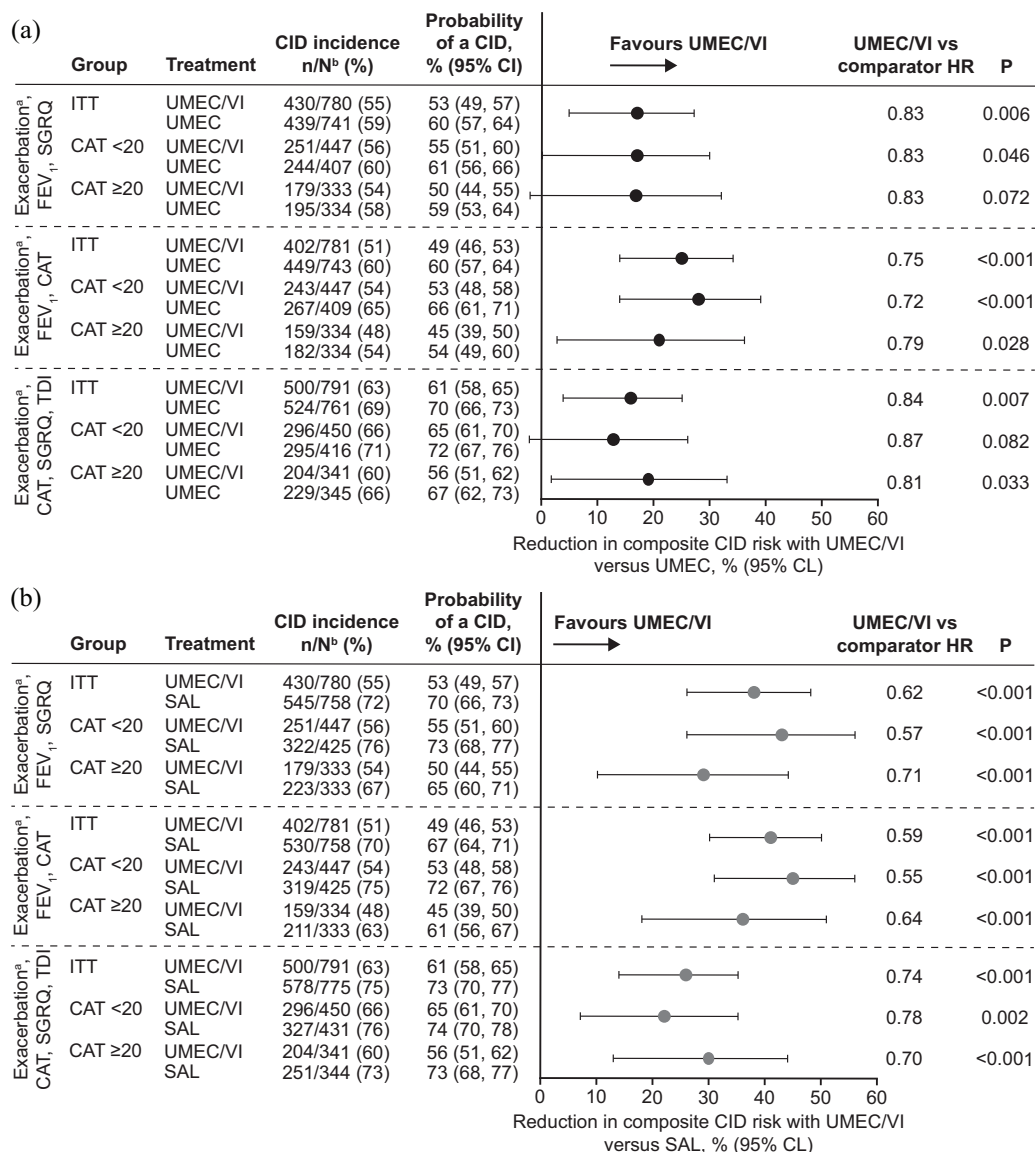 (a)
Group Treatment CID incidence n/Nᵇ (%) Probability of a CID, % (95% CI) Favours UMEC/VI UMEC/VI vs comparator HR P
Exacerbationᵃ, FEV₁, SGRQ
ITT UMEC/VI 430/780 (55) 53 (49, 57) 0.83 0.006
UMEC 439/741 (59) 60 (57, 64)
CAT <20 UMEC/VI 251/447 (56) 55 (51, 60) 0.83 0.046
UMEC 244/407 (60) 61 (56, 66)
CAT ≥20 UMEC/VI 179/333 (54) 50 (44, 55) 0.83 0.072
UMEC 195/334 (58) 59 (53, 64)
Exacerbationᵃ, FEV₁, CAT
ITT UMEC/VI 402/781 (51) 49 (46, 53) 0.75 <0.001
UMEC 449/743 (60) 60 (57, 64)
CAT <20 UMEC/VI 243/447 (54) 53 (48, 58) 0.72 <0.001
UMEC 267/409 (65) 66 (61, 71)
CAT ≥20 UMEC/VI 159/334 (48) 45 (39, 50) 0.79 0.028
UMEC 182/334 (54) 54 (49, 60)
Exacerbationᵃ, CAT, SGRQ, TDI
ITT UMEC/VI 500/791 (63) 61 (58, 65) 0.84 0.007
UMEC 524/761 (69) 70 (66, 73)
CAT <20 UMEC/VI 296/450 (66) 65 (61, 70) 0.87 0.082
UMEC 295/416 (71) 72 (67, 76)
CAT ≥20 UMEC/VI 204/341 (60) 56 (51, 62) 0.81 0.033
UMEC 229/345 (66) 67 (62, 73)
0 10 20 30 40 50 60
Reduction in composite CID risk with UMEC/VI
versus UMEC, % (95% CL)
(b)
Group Treatment CID incidence n/Nᵇ (%) Probability of a CID, % (95% CI) Favours UMEC/VI UMEC/VI vs comparator HR P
Exacerbationᵃ, FEV₁, SGRQ
ITT UMEC/VI 430/780 (55) 53 (49, 57) 0.62 <0.001
SAL 545/758 (72) 70 (66, 73)
CAT <20 UMEC/VI 251/447 (56) 55 (51, 60) 0.57 <0.001
SAL 322/425 (76) 73 (68, 77)
CAT ≥20 UMEC/VI 179/333 (54) 50 (44, 55) 0.71 <0.001
SAL 223/333 (67) 65 (60, 71)
Exacerbationᵃ, FEV₁, CAT
ITT UMEC/VI 402/781 (51) 49 (46, 53) 0.59 <0.001
SAL 530/758 (70) 67 (64, 71)
CAT <20 UMEC/VI 243/447 (54) 53 (48, 58) 0.55 <0.001
SAL 319/425 (75) 72 (67, 76)
CAT ≥20 UMEC/VI 159/334 (48) 45 (39, 50) 0.64 <0.001
SAL 211/333 (63) 61 (56, 67)
Exacerbationᵃ, CAT, SGRQ, TDI
ITT UMEC/VI 500/791 (63) 61 (58, 65) 0.74 <0.001
SAL 578/775 (75) 73 (70, 77)
CAT <20 UMEC/VI 296/450 (66) 65 (61, 70) 0.78 0.002
SAL 327/431 (76) 74 (70, 78)
CAT ≥20 UMEC/VI 204/341 (60) 56 (51, 62) 0.70 <0.001
SAL 251/344 (73) 73 (68, 77)
0 10 20 30 40 50 60
Reduction in composite CID risk with UMEC/VI
versus SAL, % (95% CL)